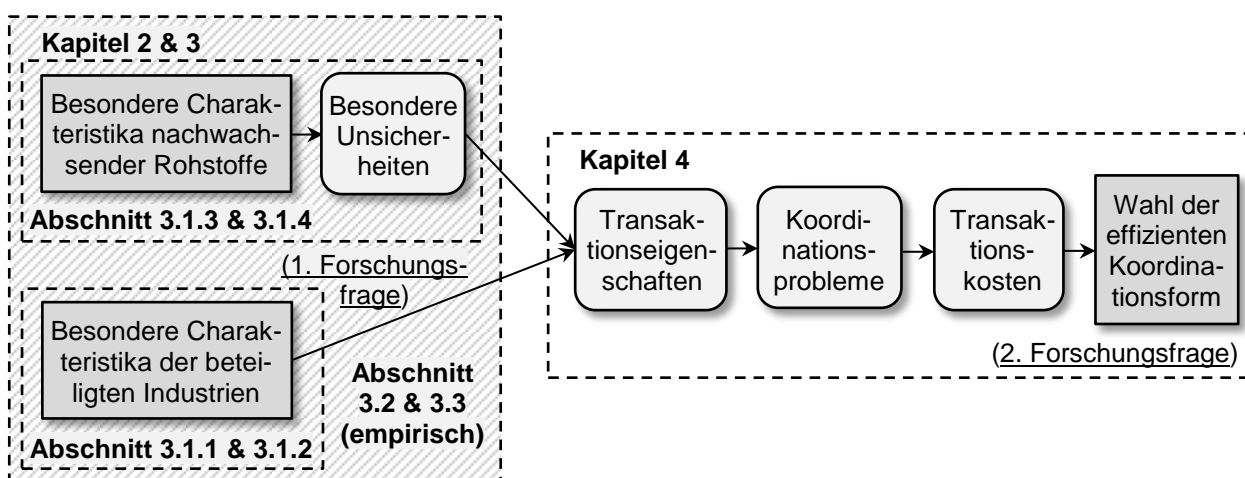 Kapitel 2 & 3
Besondere Charak-
teristika nachwach-
sender Rohstoffe
Besondere
Unsicher-
heiten
Abschnitt 3.1.3 & 3.1.4
(1. Forschungs-
frage)
Besondere Charak-
teristika der betei-
ligten Industrien
Abschnitt 3.1.1 & 3.1.2
Abschnitt
3.2 & 3.3
(empirisch)
Kapitel 4
Transak-
tionseigen-
schaften
Koordi-
nations-
probleme
Transak-
tions-
kosten
Wahl der
effizienten
Koordina-
tionsform
(2. Forschungsfrage)